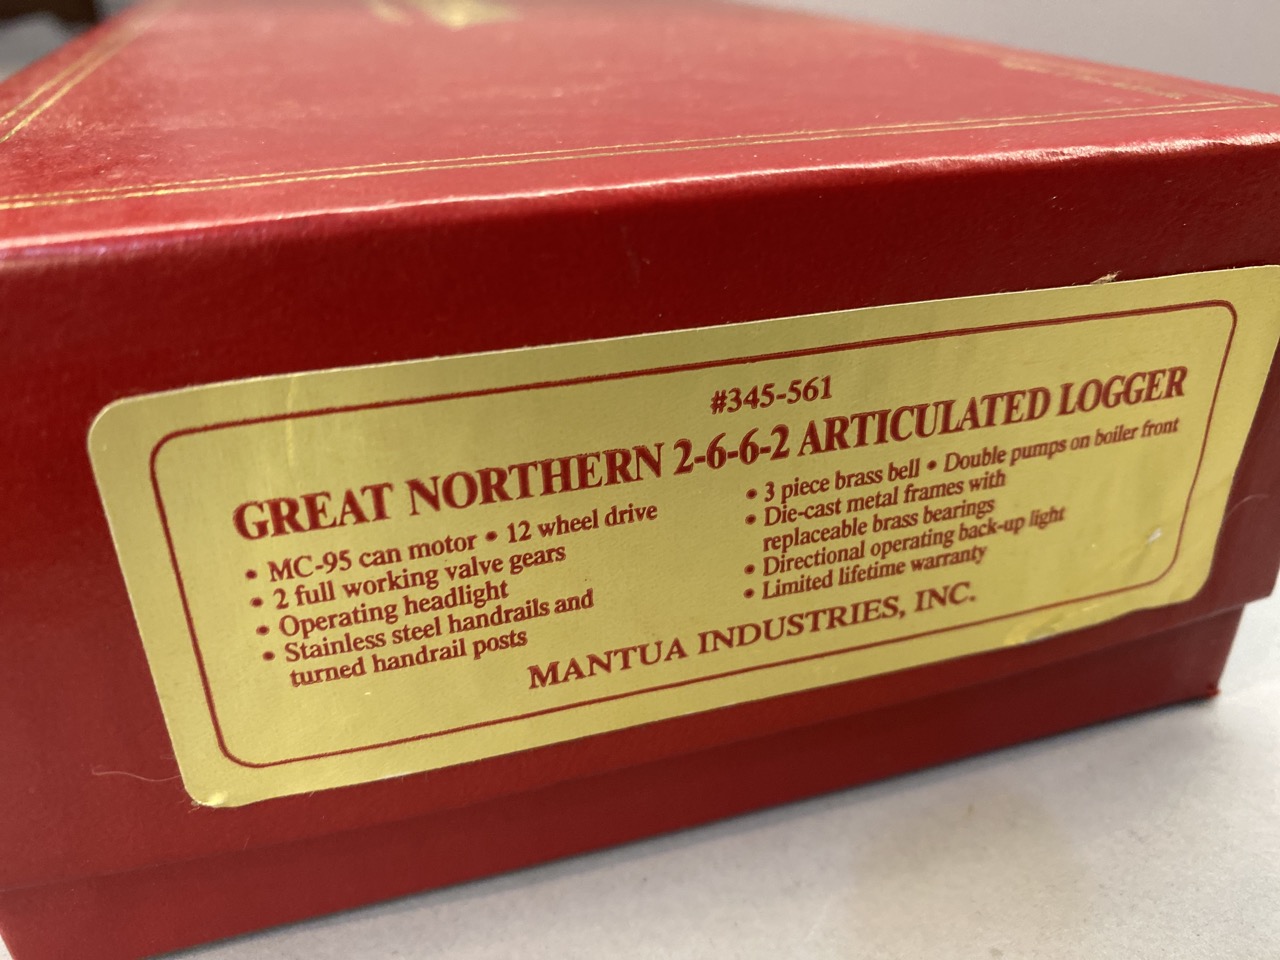 #345-561
GREAT NORTHERN 2-6-6-2 ARTICULATED LOGGER
• MC-95 can motor • 12 wheel drive
• 2 full working valve gears
• Operating headlight
• Stainless steel handrails and
turned handrail posts
• 3 piece brass bell • Double pumps on boiler front
• Die-cast metal frames with
replaceable brass bearings
• Directional operating back-up light
• Limited lifetime warranty
MANTUA INDUSTRIES, INC.